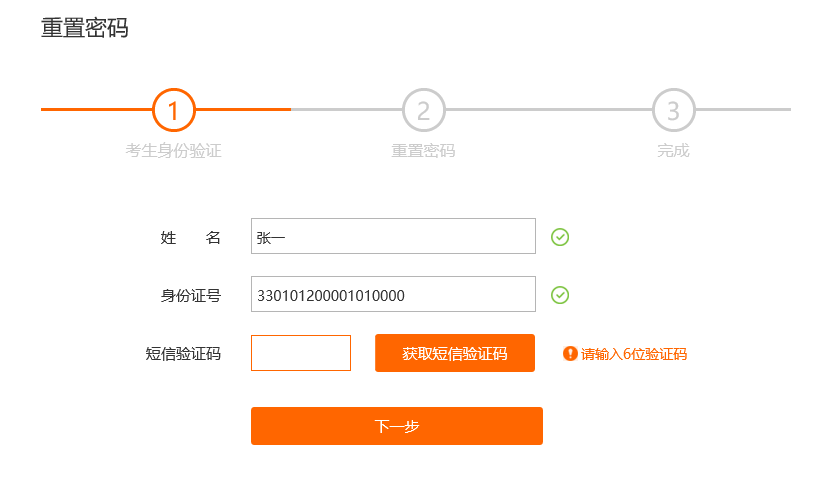 重置密码
1 2 3
考生身份验证 重置密码 完成
姓 名 张一
身份证号 330101200001010000
短信验证码 获取短信验证码 请输入6位验证码
下一步